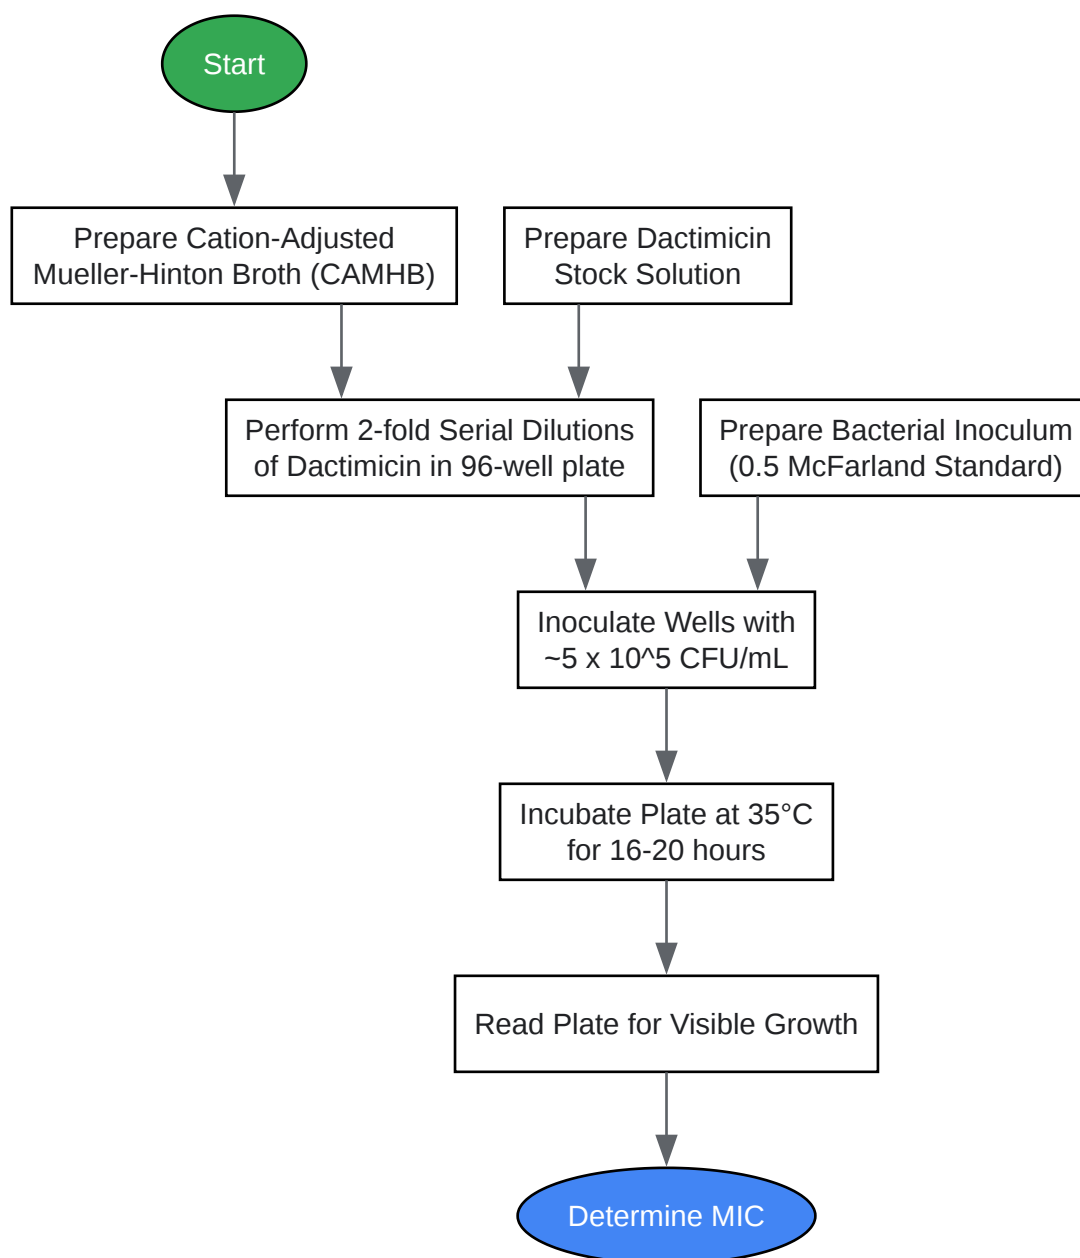 Start
Prepare Cation-Adjusted
Mueller-Hinton Broth (CAMHB)
Prepare Dactimicin
Stock Solution
Perform 2-fold Serial Dilutions
of Dactimicin in 96-well plate
Prepare Bacterial Inoculum
(0.5 McFarland Standard)
Inoculate Wells with
~5 x 10^5 CFU/mL
Incubate Plate at 35°C
for 16-20 hours
Read Plate for Visible Growth
Determine MIC